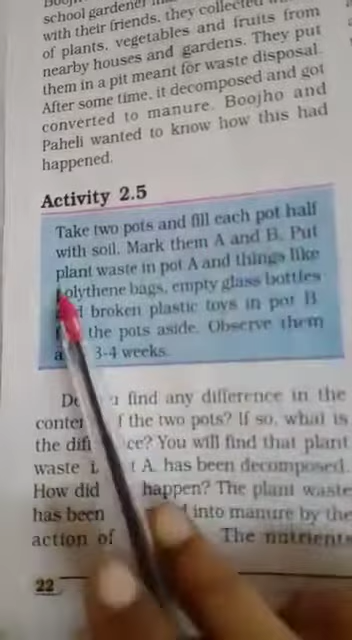 school gardener
with their friends, they collected
of plants, vegetables and fruits from
nearby houses and gardens. They put
them in a pit meant for waste disposal.
After some time, it decomposed and got
converted to manure. Boojho and
Paheli wanted to know how this had
happened.
Activity 2.5
Take two pots and fill each pot half
with soil. Mark them A and B. Put
plant waste in pot A and things like
polythene bags, empty glass bottles
broken plastic toys in pot B.
the pots aside. Observe them
3-4 weeks.
find any difference in the
f the two pots? If so, what is
the dif ce? You will find that plant
waste i t A. has been decomposed.
How did happen? The plant waste
has been into manure by the
action of The nutrients
22